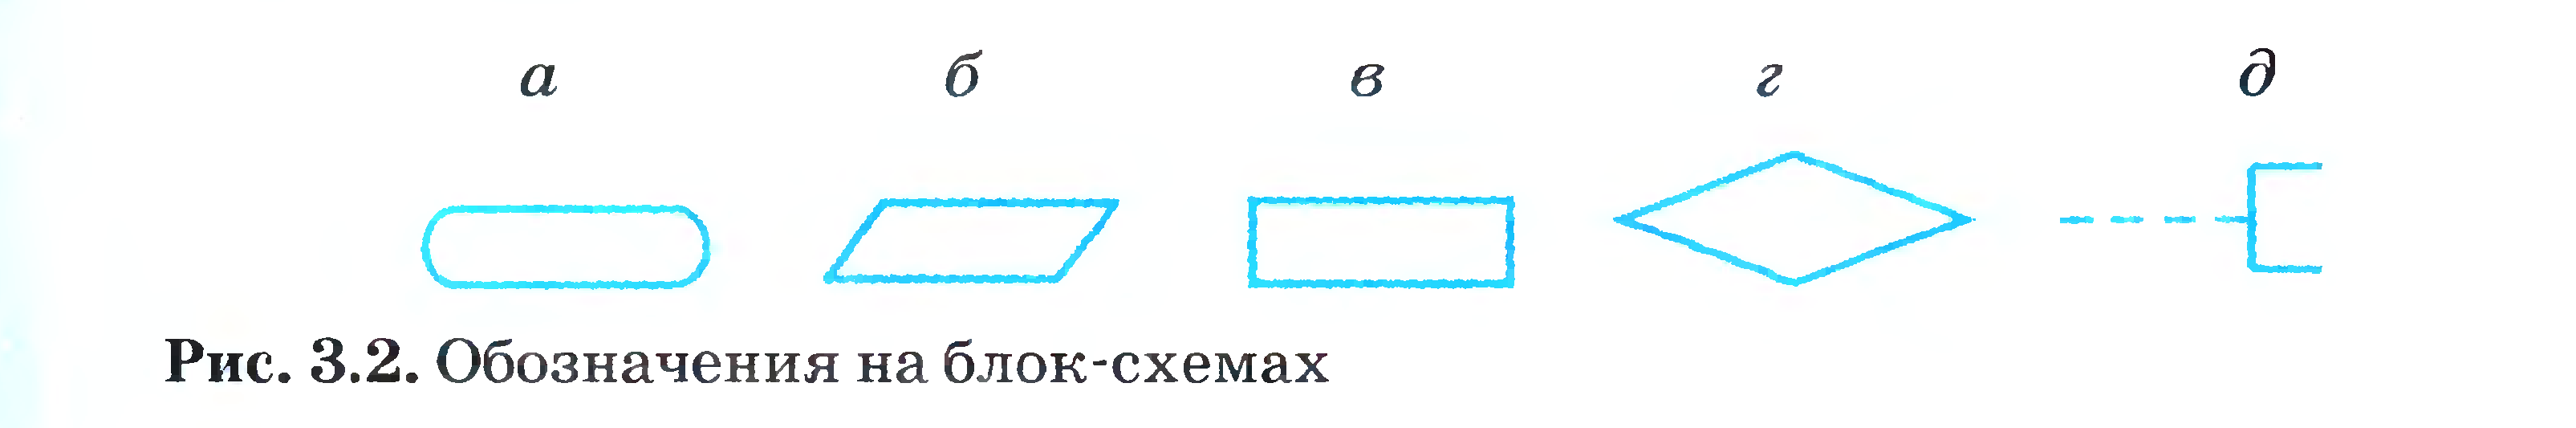 а б в г д
Рис. 3.2. Обозначения на блок-схемах